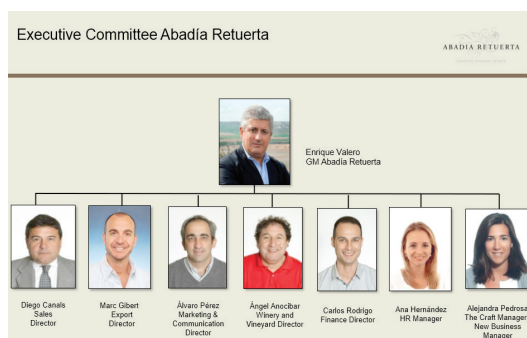 Executive Committee Abadía Retuerta
ABADIA RETUERTA
Enrique Valero
GM Abadía Retuerta
Diego Canals
Sales
Director
Marc Gibert
Export
Director
Álvaro Pérez
Marketing &
Communication
Director
Ángel Anocíbar
Winery and
Vineyard Director
Carlos Rodrigo
Finance Director
Ana Hernández
HR Manager
Alejandra Pedrosa
The Craft Manager
New Business
Manager